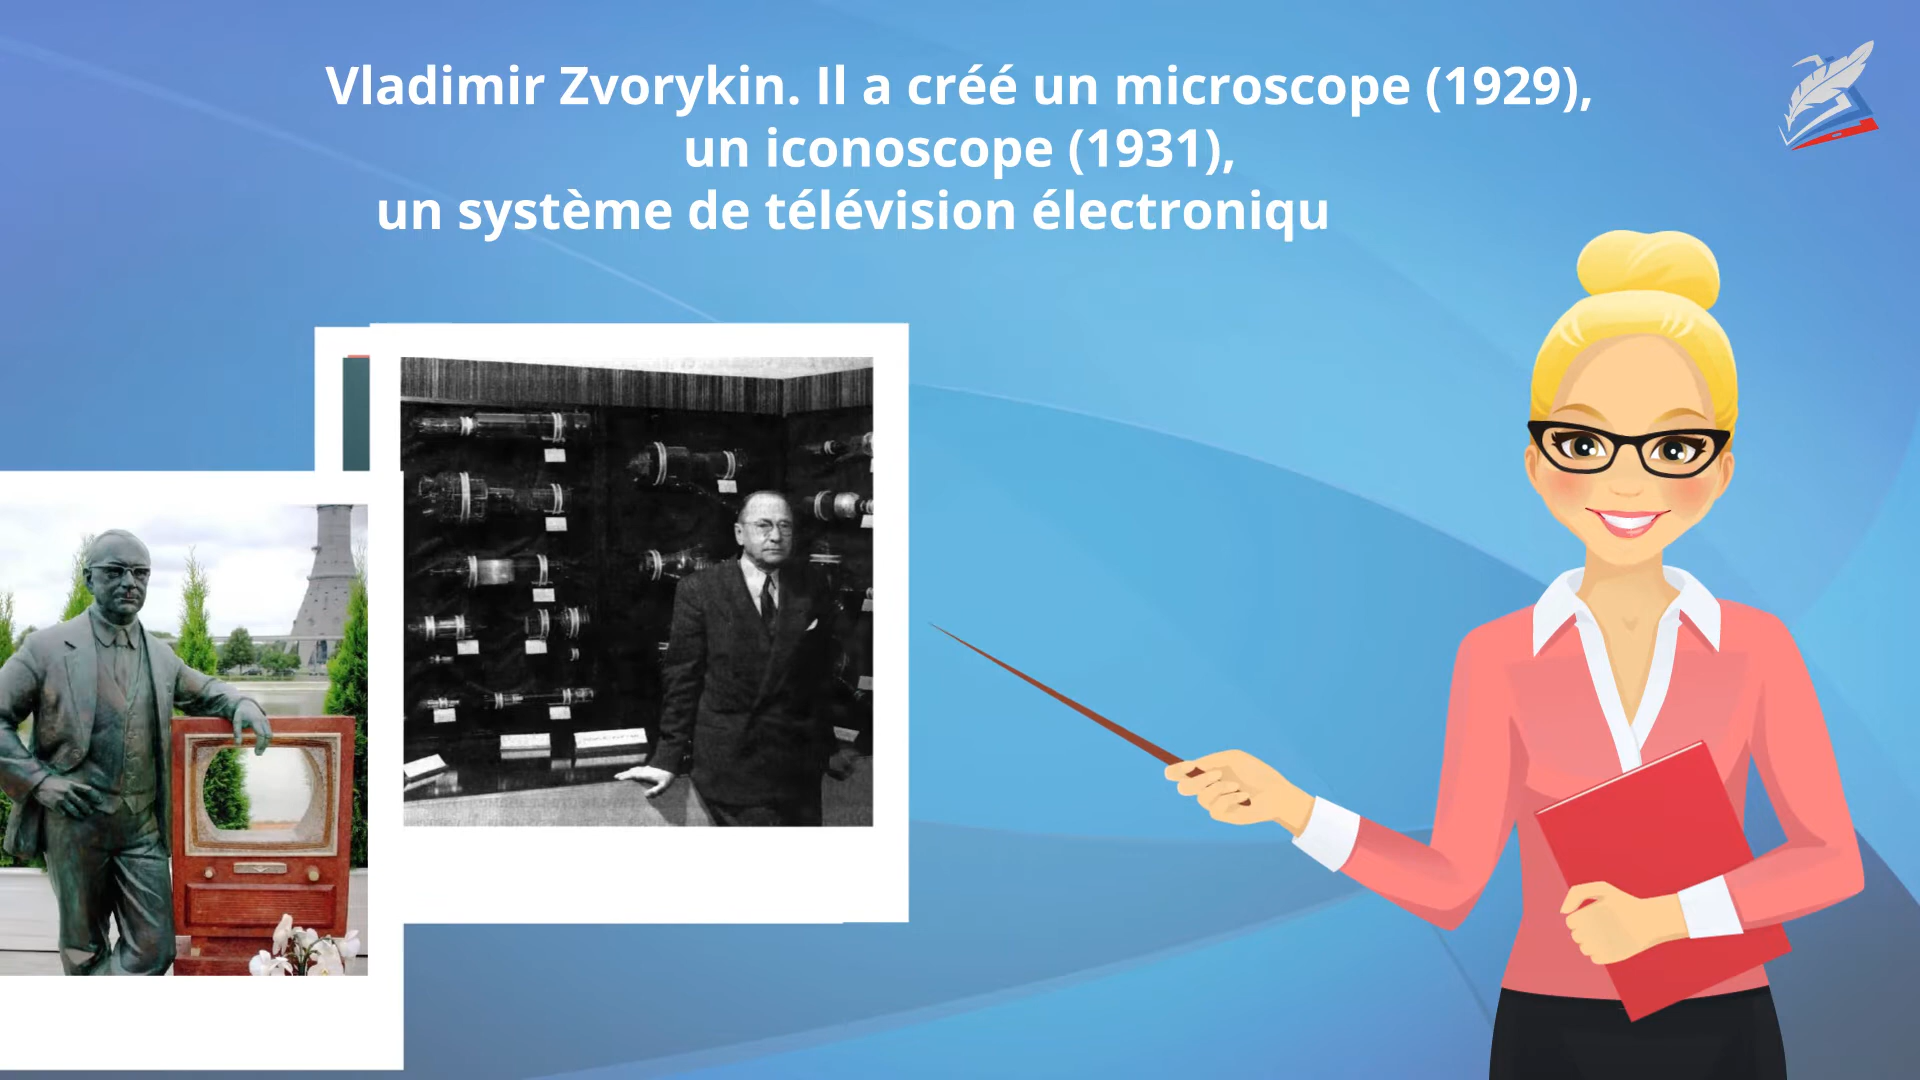 Vladimir Zvorykin. Il a créé un microscope (1929),
un iconoscope (1931),
un système de télévision électroniqu